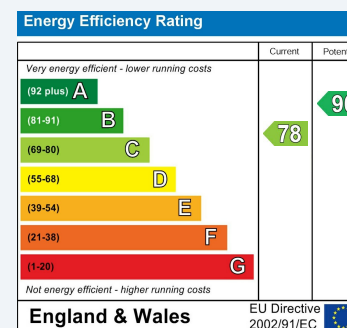 Energy Efficiency Rating
Current
Very energy efficient - lower running costs
(92 plus) A
(81-91) B
(69-80) C
78
(55-68) D
(39-54) E
(21-38) F
(1-20) G
Not energy efficient - higher running costs
England & Wales
EU Directive
2002/91/EC